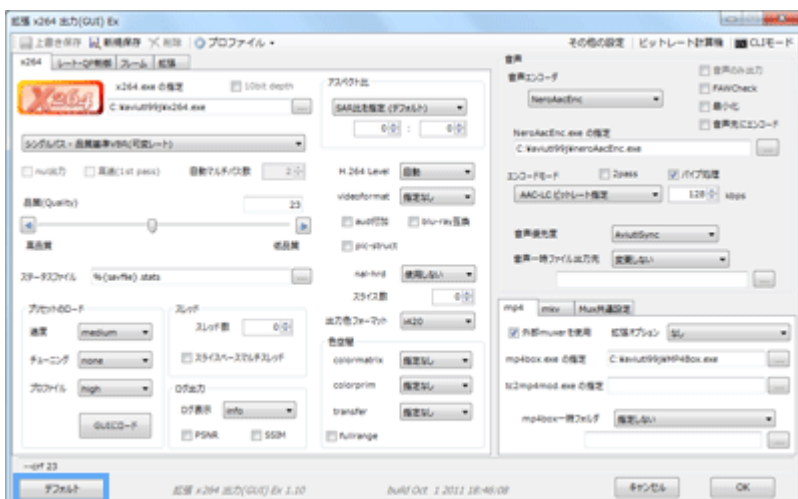 拡張 x264 出力(GUI) Ex
上書き保存 新規保存 削除 プロファイル その他の設定 ビットレート計算機 CLIモード
x264 レート・QP制御 フレーム 拡張
X264
x264.exe の指定 10bit depth
C:¥aviutl99j¥x264.exe ...
シングルパス - 品質基準VBR(可変レート)
nul出力 高速(1st pass) 自動マルチパス数 2
品質(Quality) 23
高品質 低品質
ステータスファイル %{savfile}.stats ...
プリセットのロード
速度 medium
チューニング none
プロファイル high
GUIにロード
スレッド
スレッド数 0
スライスベースマルチスレッド
ログ出力
ログ表示 info
PSNR SSIM
アスペクト比
SAR比を指定 (デフォルト)
0 : 0
H.264 Level 自動
videoformat 指定なし
aud付加 blu-ray互換
pic-struct
nal-hrd 使用しない
スライス数 0
出力色フォーマット i420
色空間
colormatrix 指定なし
colorprim 指定なし
transfer 指定なし
fullrange
音声
音声エンコーダ 音声のみ出力
NeroAacEnc FAWCheck
最小化
音声先にエンコード
NeroAacEnc.exe の指定
C:¥aviutl99j¥neroAacEnc.exe ...
エンコードモード 2pass パイプ処理
AAC-LC ビットレート指定 128 kbps
音声優先度 AviutlSync
音声一時ファイル出力先 変更しない
...
mp4 mkv Mux共通設定
外部muxerを使用 拡張オプション なし
mp4box.exe の指定 C:¥aviutl99j¥MP4Box.exe ...
tc2mp4mod.exe の指定 ...
mp4box一時フォルダ 指定しない
...
--crf 23
デフォルト 拡張 x264 出力(GUI) Ex 1.10 build Oct 1 2011 18:46:08 キャンセル OK